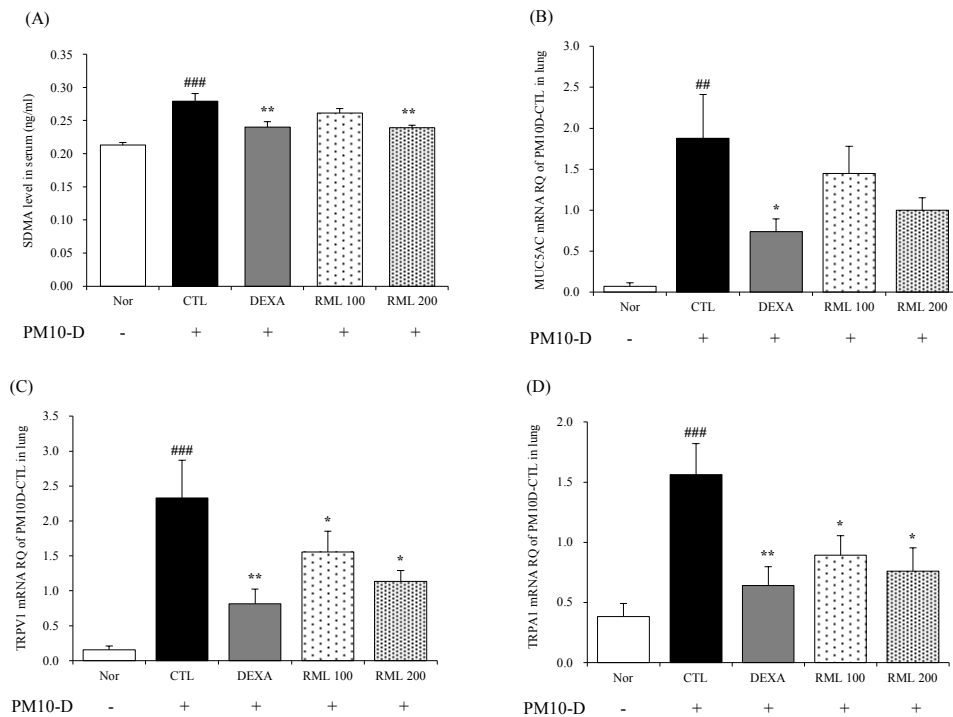 (A)
SDMA level in serum (ng/ml)
0.35
0.30
0.25
0.20
0.15
0.10
0.05
0.00
###
**
**
Nor CTL DEXA RML 100 RML 200
PM10-D - + + + +
(B)
MUC5AC mRNA RQ of PM10D-CTL in lung
3.0
2.5
2.0
1.5
1.0
0.5
0.0
##
*
Nor CTL DEXA RML 100 RML 200
PM10-D - + + + +
(C)
TRPV1 mRNA RQ of PM10D-CTL in lung
3.5
3.0
2.5
2.0
1.5
1.0
0.5
0.0
###
**
*
*
Nor CTL DEXA RML 100 RML 200
PM10-D - + + + +
(D)
TRPA1 mRNA RQ of PM10D-CTL in lung
2.0
1.5
1.0
0.5
0.0
###
**
*
*
Nor CTL DEXA RML 100 RML 200
PM10-D - + + + +